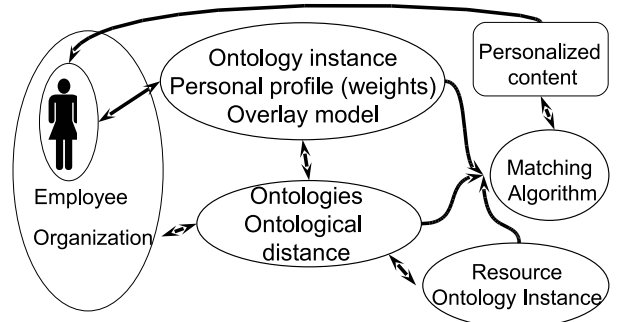 Ontology instance
Personal profile (weights)
Overlay model
Personalized
content
Matching
Algorithm
Employee
Organization
Ontologies
Ontological
distance
Resource
Ontology Instance